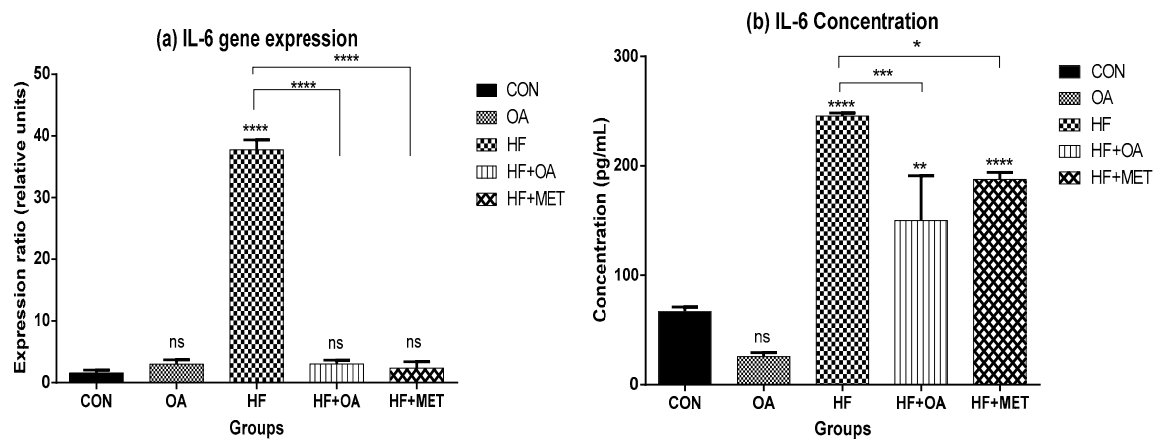 (a) IL-6 gene expression
Expression ratio (relative units)
50
40
30
20
10
0
****
****
****
ns
ns
ns
CON
OA
HF
HF+OA
HF+MET
Groups
CON
OA
HF
HF+OA
HF+MET
(b) IL-6 Concentration
Concentration (pg/mL)
300
200
100
0
*
***
****
**
****
ns
CON
OA
HF
HF+OA
HF+MET
Groups
CON
OA
HF
HF+OA
HF+MET